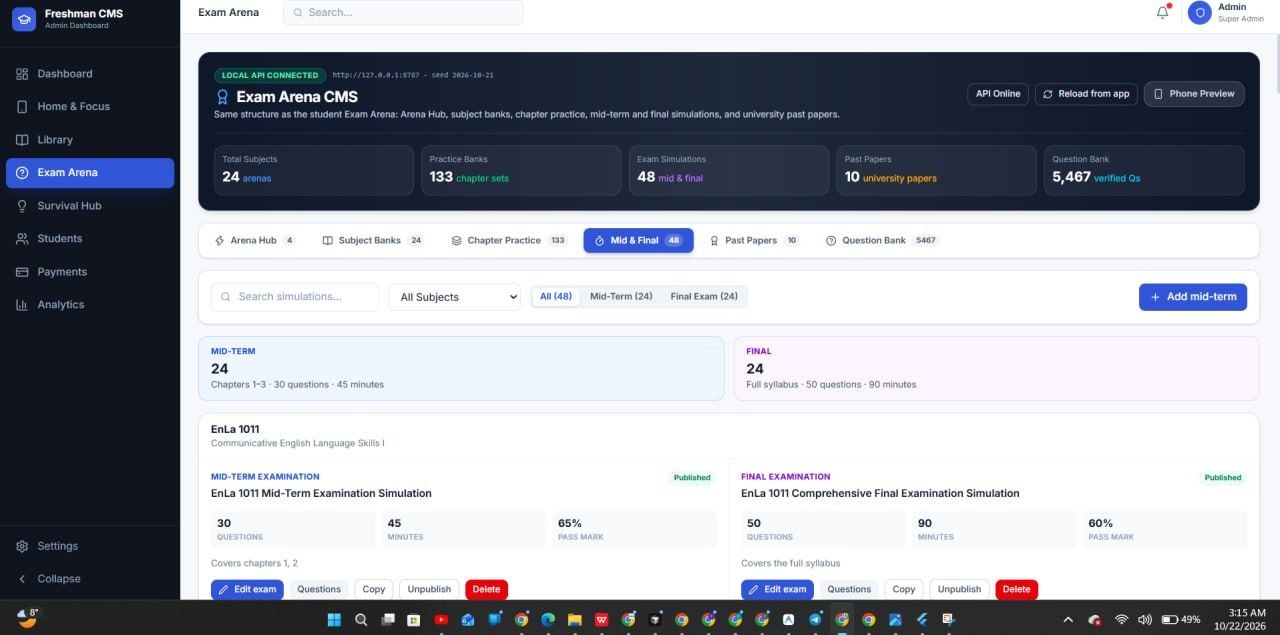 Freshman CMS
Admin Dashboard
Dashboard
Home & Focus
Library
Exam Arena
Survival Hub
Students
Payments
Analytics
Settings
Collapse
Exam Arena
Search...
Admin
Super Admin
LOCAL API CONNECTED http://127.0.0.1:8787 · seed 2026-10-21
Exam Arena CMS
Same structure as the student Exam Arena: Arena Hub, subject banks, chapter practice, mid-term and final simulations, and university past papers.
API Online Reload from app Phone Preview
Total Subjects
24 arenas
Practice Banks
133 chapter sets
Exam Simulations
48 mid & final
Past Papers
10 university papers
Question Bank
5,467 verified Qs
Arena Hub 4 Subject Banks 24 Chapter Practice 133 Mid & Final 48 Past Papers 10 Question Bank 5467
Search simulations... All Subjects All (48) Mid-Term (24) Final Exam (24) + Add mid-term
MID-TERM
24
Chapters 1–3 · 30 questions · 45 minutes
FINAL
24
Full syllabus · 50 questions · 90 minutes
EnLa 1011
Communicative English Language Skills I
MID-TERM EXAMINATION Published
EnLa 1011 Mid-Term Examination Simulation
30 45 65%
QUESTIONS MINUTES PASS MARK
Covers chapters 1, 2
Edit exam Questions Copy Unpublish Delete
FINAL EXAMINATION Published
EnLa 1011 Comprehensive Final Examination Simulation
50 90 60%
QUESTIONS MINUTES PASS MARK
Covers the full syllabus
Edit exam Questions Copy Unpublish Delete
8°
49%
3:15 AM
10/22/2026